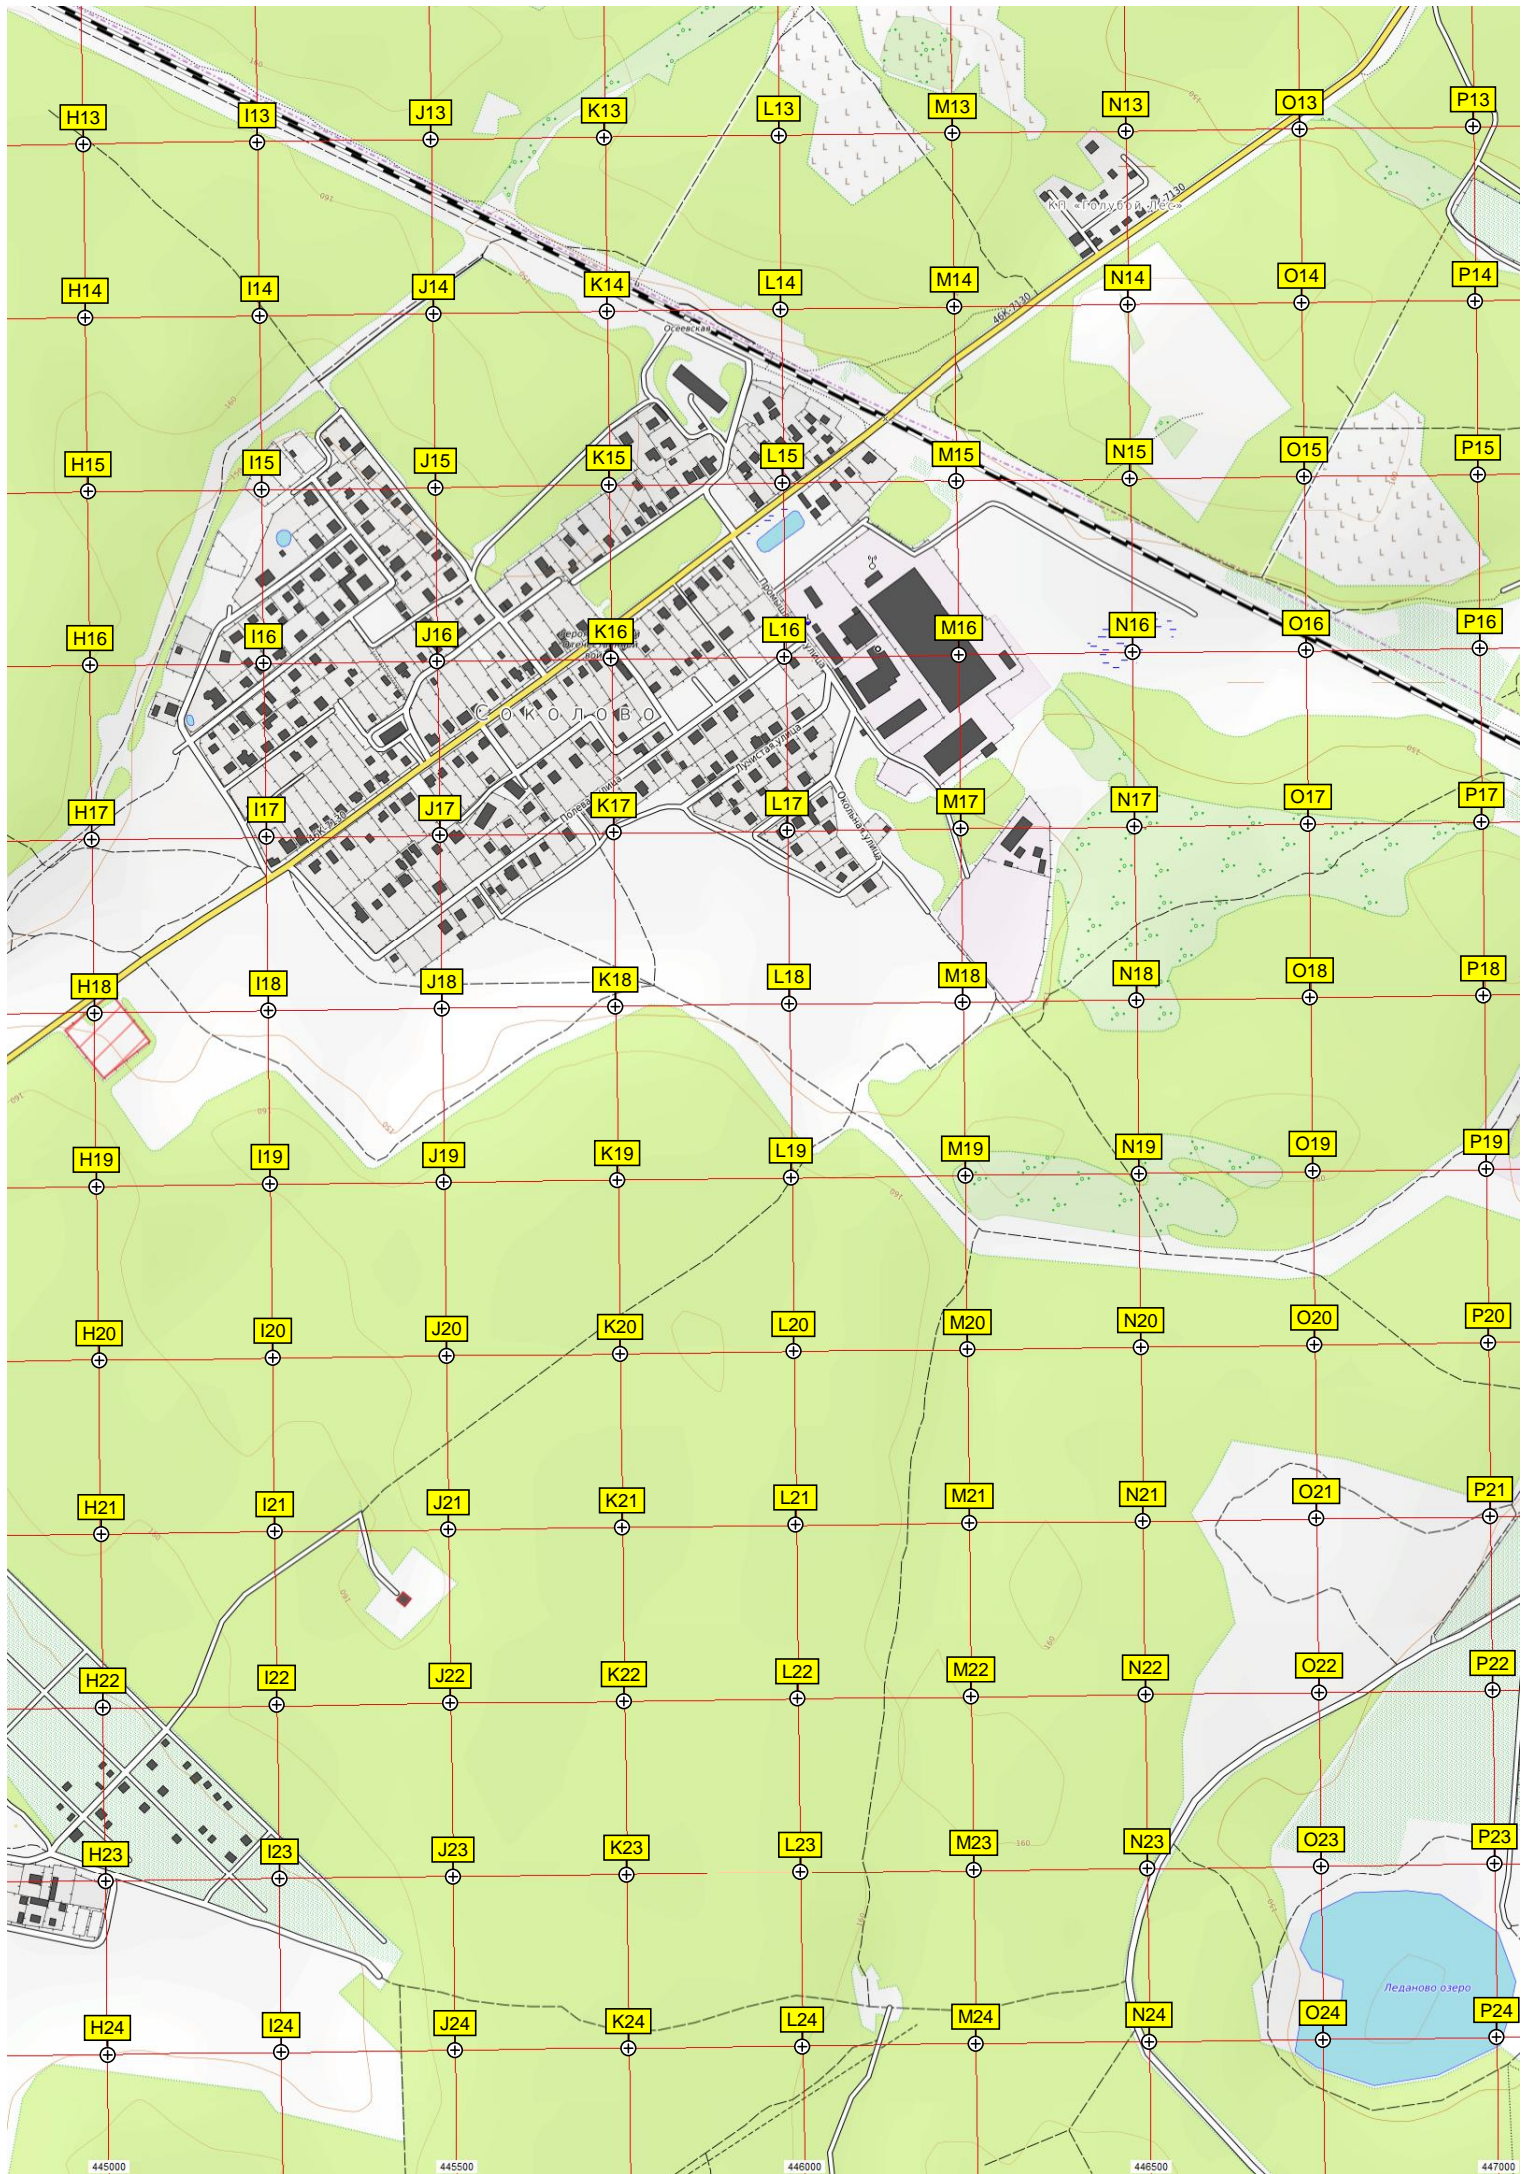 H13 I13 J13 K13 L13 M13 N13 O13 P13
КП «Голубой Лес»
H14 I14 J14 K14 L14 M14 N14 O14 P14
46К-7130
Осеевская
H15 I15 J15 K15 L15 M15 N15 O15 P15
H16 I16 J16 K16 L16 M16 N16 O16 P16
Соколово
Лучистая улица
Полевая улица
Окольная улица
H17 I17 J17 K17 L17 M17 N17 O17 P17
H18 I18 J18 K18 L18 M18 N18 O18 P18
H19 I19 J19 K19 L19 M19 N19 O19 P19
160
H20 I20 J20 K20 L20 M20 N20 O20 P20
H21 I21 J21 K21 L21 M21 N21 O21 P21
160
H22 I22 J22 K22 L22 M22 N22 O22 P22
H23 I23 J23 K23 L23 M23 N23 O23 P23
160
Леданово озеро
H24 I24 J24 K24 L24 M24 N24 O24 P24
445000 445500 446000 446500 447000